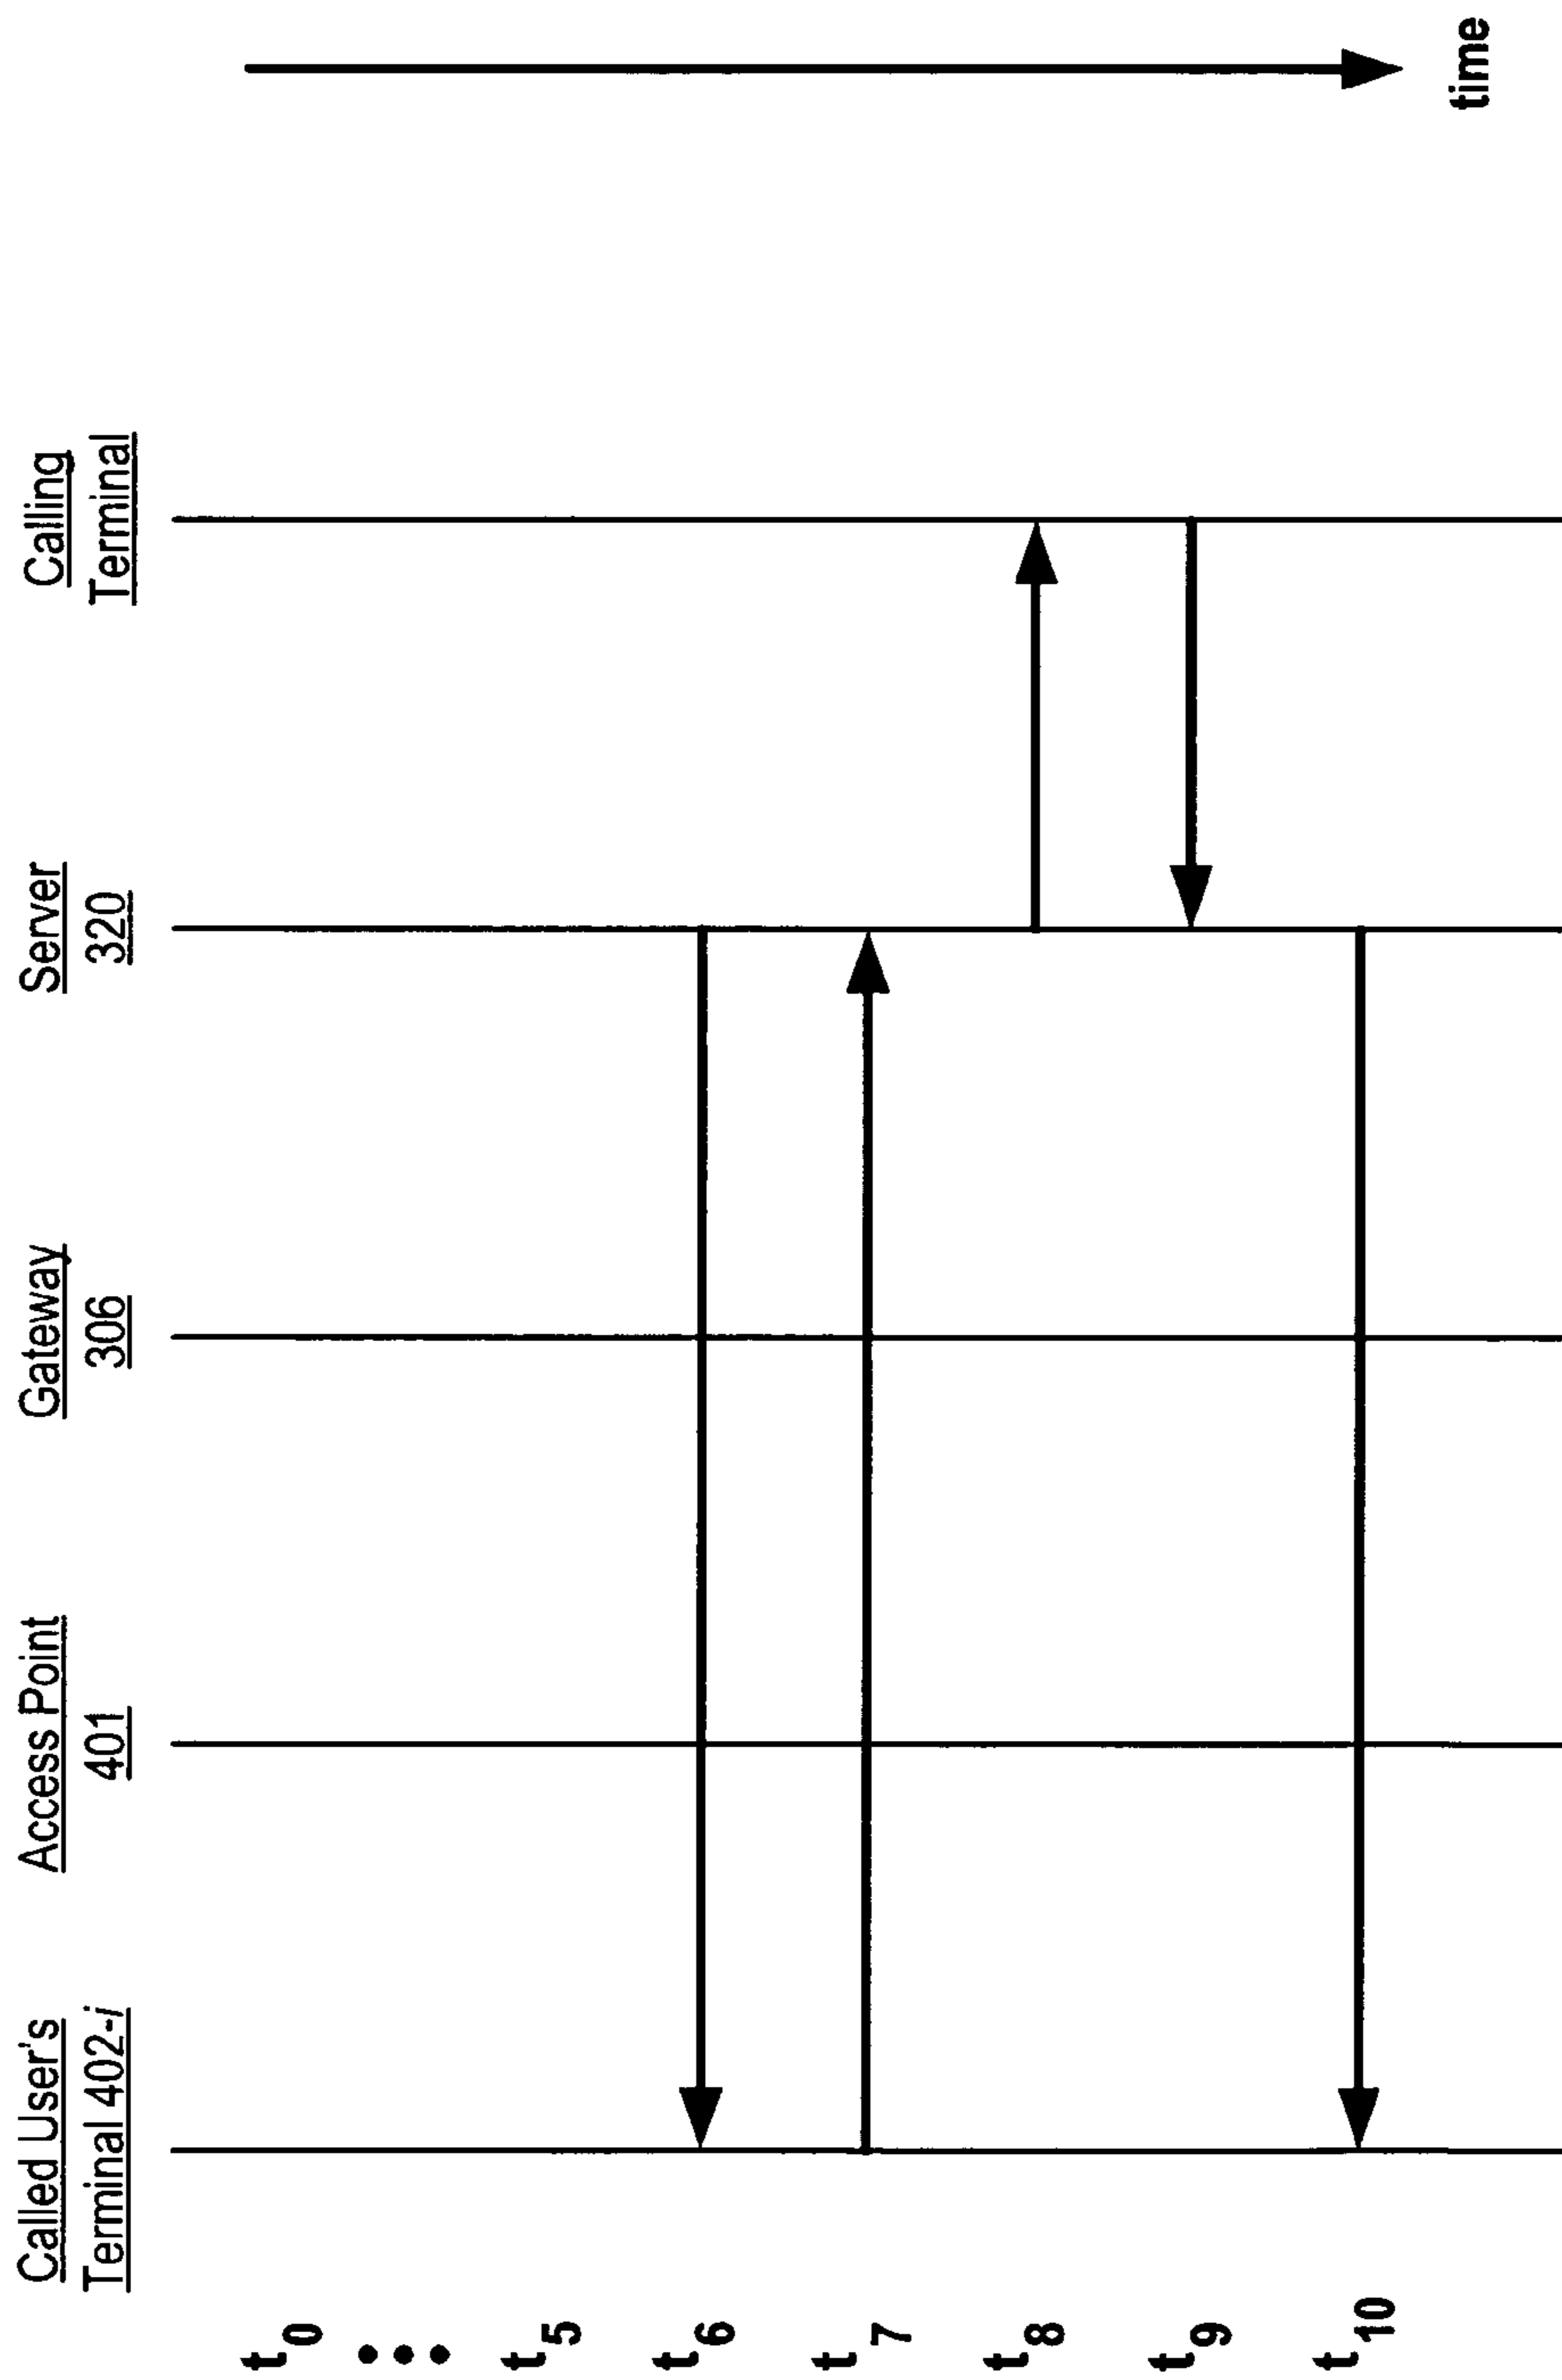 Called User's
Terminal 402-i
Access Point
401
Gateway
306
Server
320
Calling
Terminal
t0
t5
t6
t7
t8
t9
t10
time